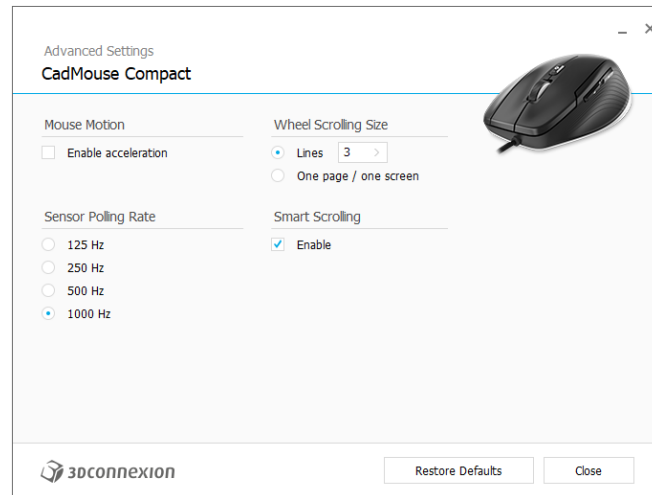 Advanced Settings
CadMouse Compact
Mouse Motion
Enable acceleration
Wheel Scrolling Size
Lines 3
One page / one screen
Sensor Polling Rate
125 Hz
250 Hz
500 Hz
1000 Hz
Smart Scrolling
Enable
3Dconnexion
Restore Defaults
Close